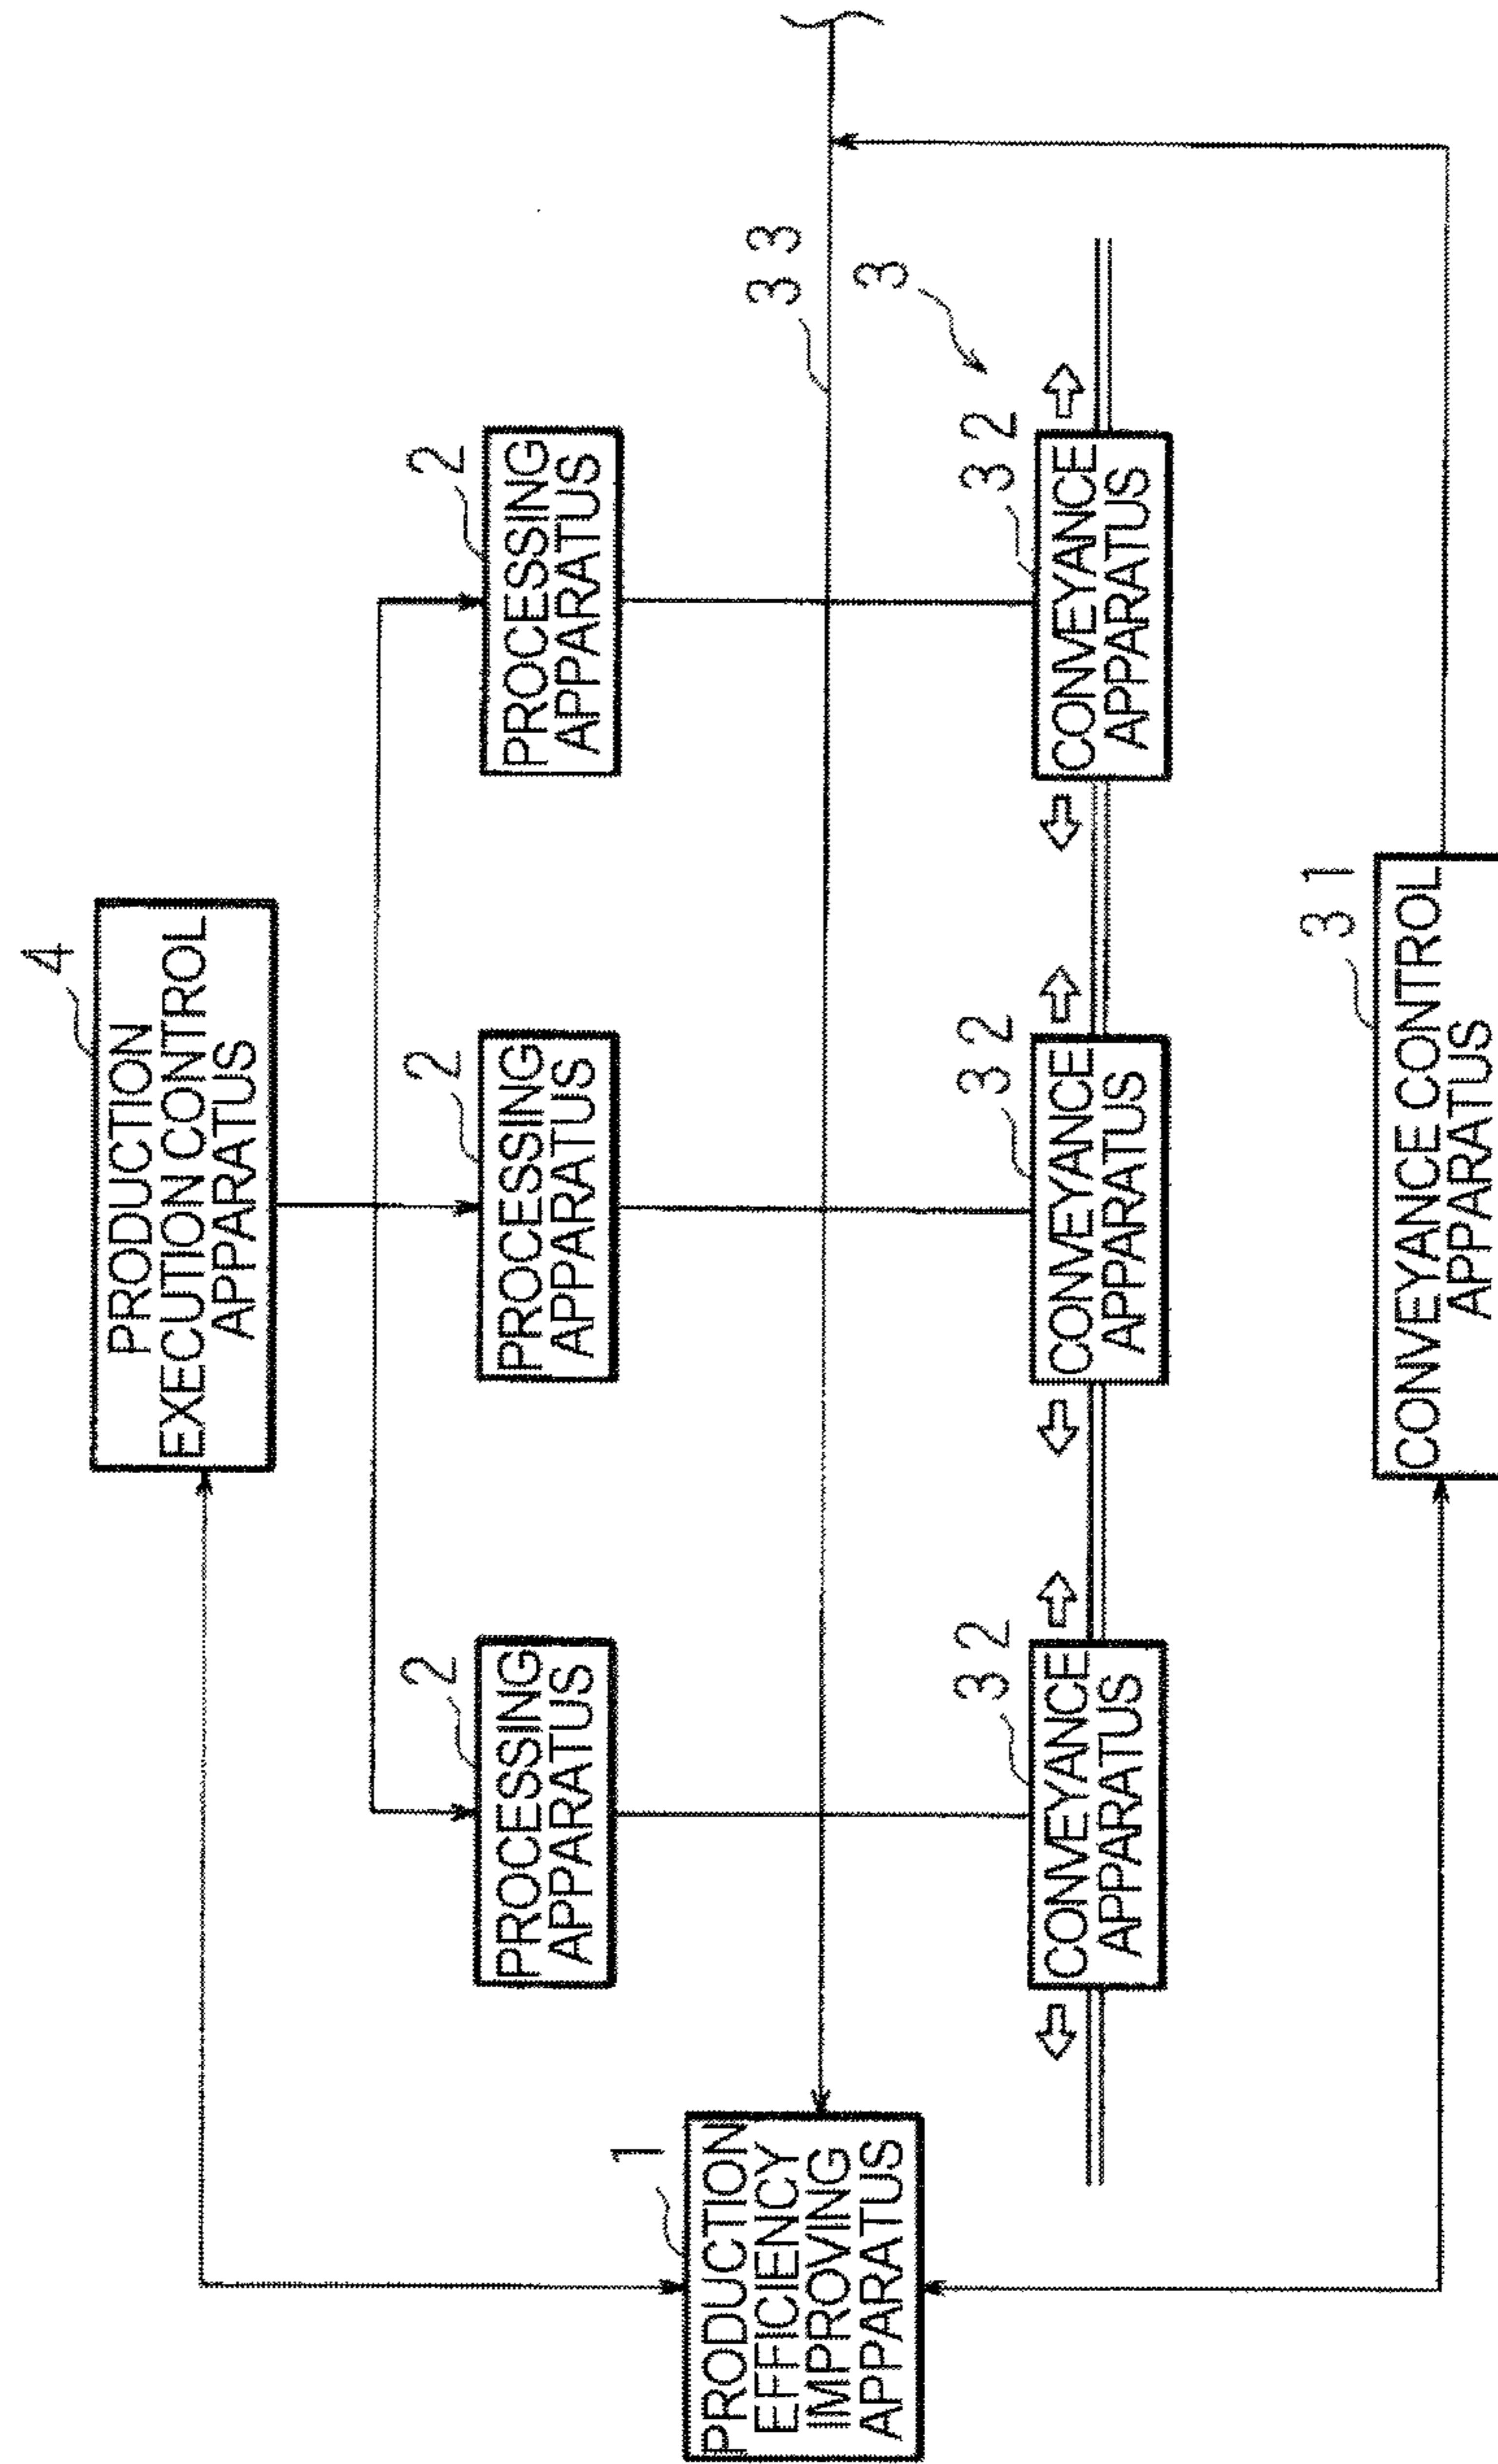 4
PRODUCTION
EXECUTION CONTROL
APPARATUS
2
PROCESSING
APPARATUS
2
PROCESSING
APPARATUS
2
PROCESSING
APPARATUS
1
PRODUCTION
EFFICIENCY
IMPROVING
APPARATUS
33
3
32
CONVEYANCE
APPARATUS
32
CONVEYANCE
APPARATUS
32
CONVEYANCE
APPARATUS
31
CONVEYANCE CONTROL
APPARATUS